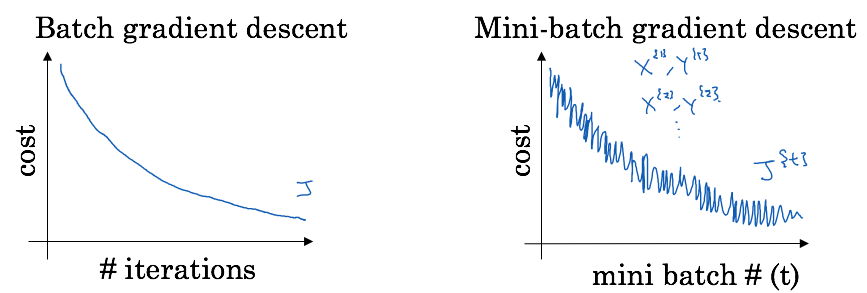 Batch gradient descent
cost
J
# iterations
Mini-batch gradient descent
X^{1}, Y^{1}
X^{2}, Y^{2}
⋮
cost
J^{t}
mini batch # (t)